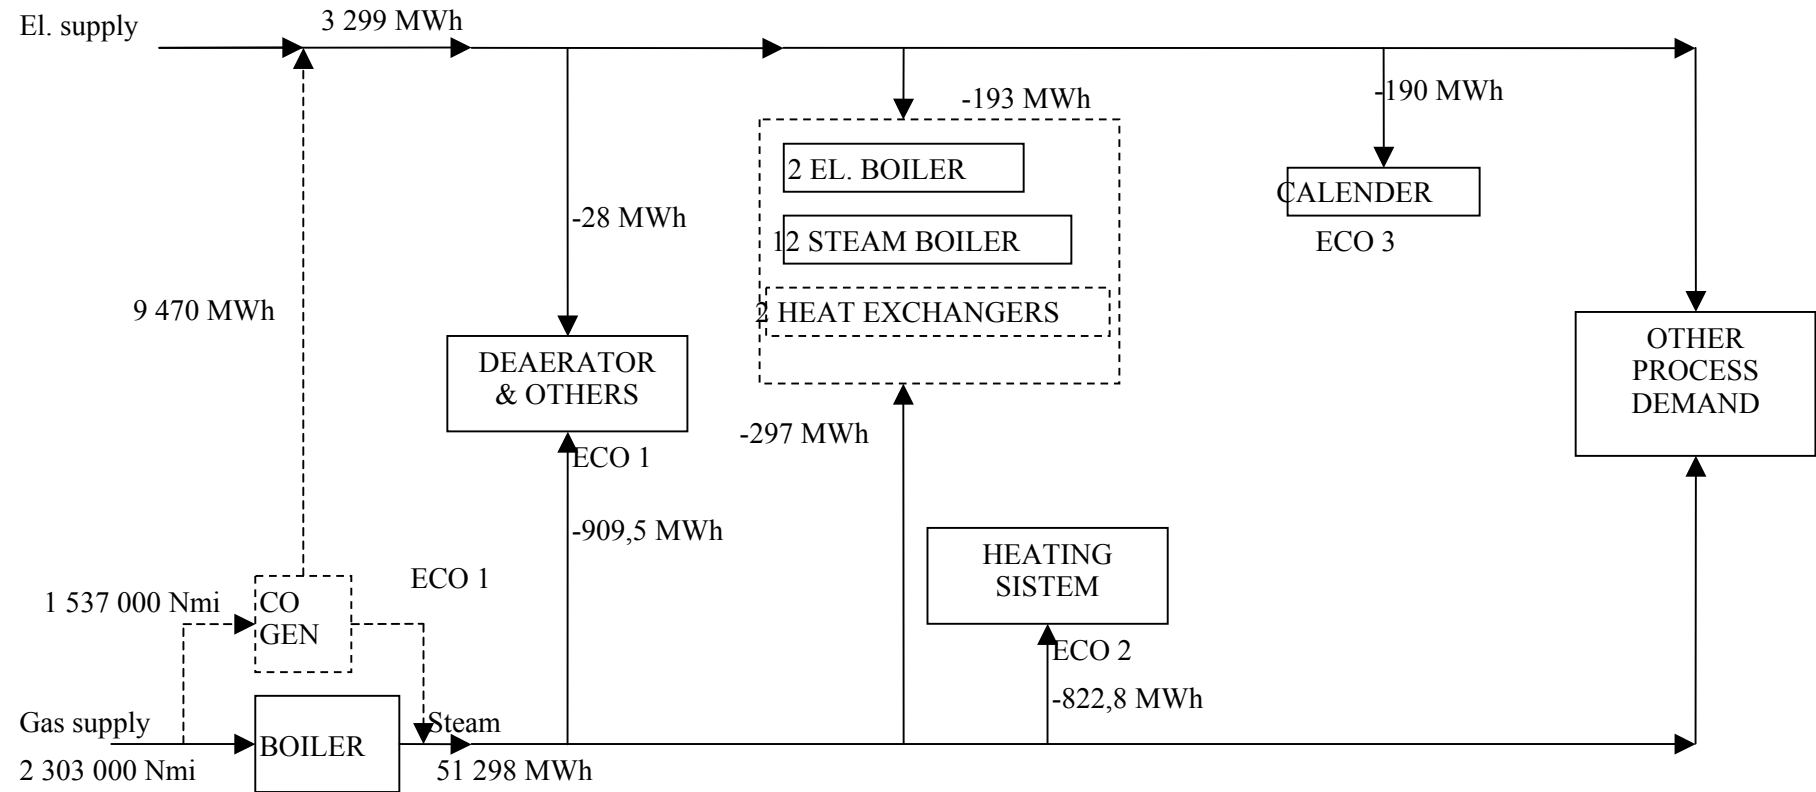 El. supply
3 299 MWh
-193 MWh
-190 MWh
2 EL. BOILER
CALENDER
-28 MWh
12 STEAM BOILER
ECO 3
9 470 MWh
2 HEAT EXCHANGERS
OTHER
PROCESS
DEMAND
DEAERATOR
& OTHERS
-297 MWh
ECO 1
-909,5 MWh
HEATING
SISTEM
ECO 1
1 537 000 Nmi
CO
GEN
ECO 2
-822,8 MWh
Gas supply
Steam
BOILER
2 303 000 Nmi
51 298 MWh